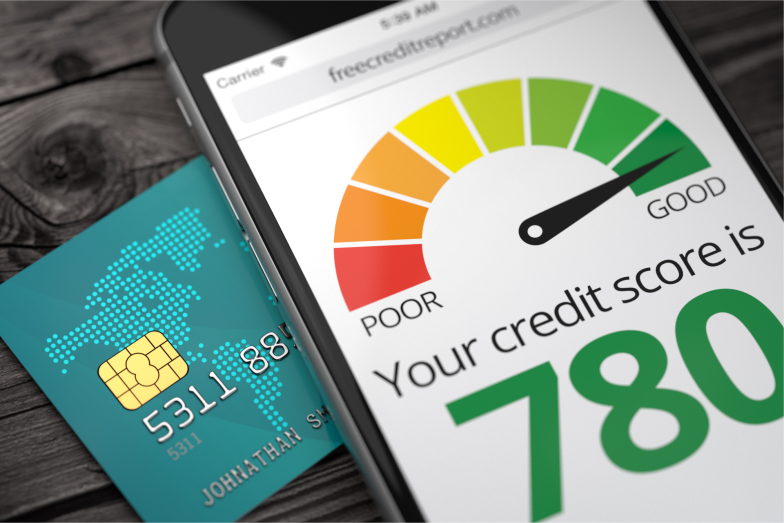 5:39 AM
Carrier
freecreditreport.com
POOR
GOOD
Your credit score is
780
5311 88
5311
JOHNATHAN SM